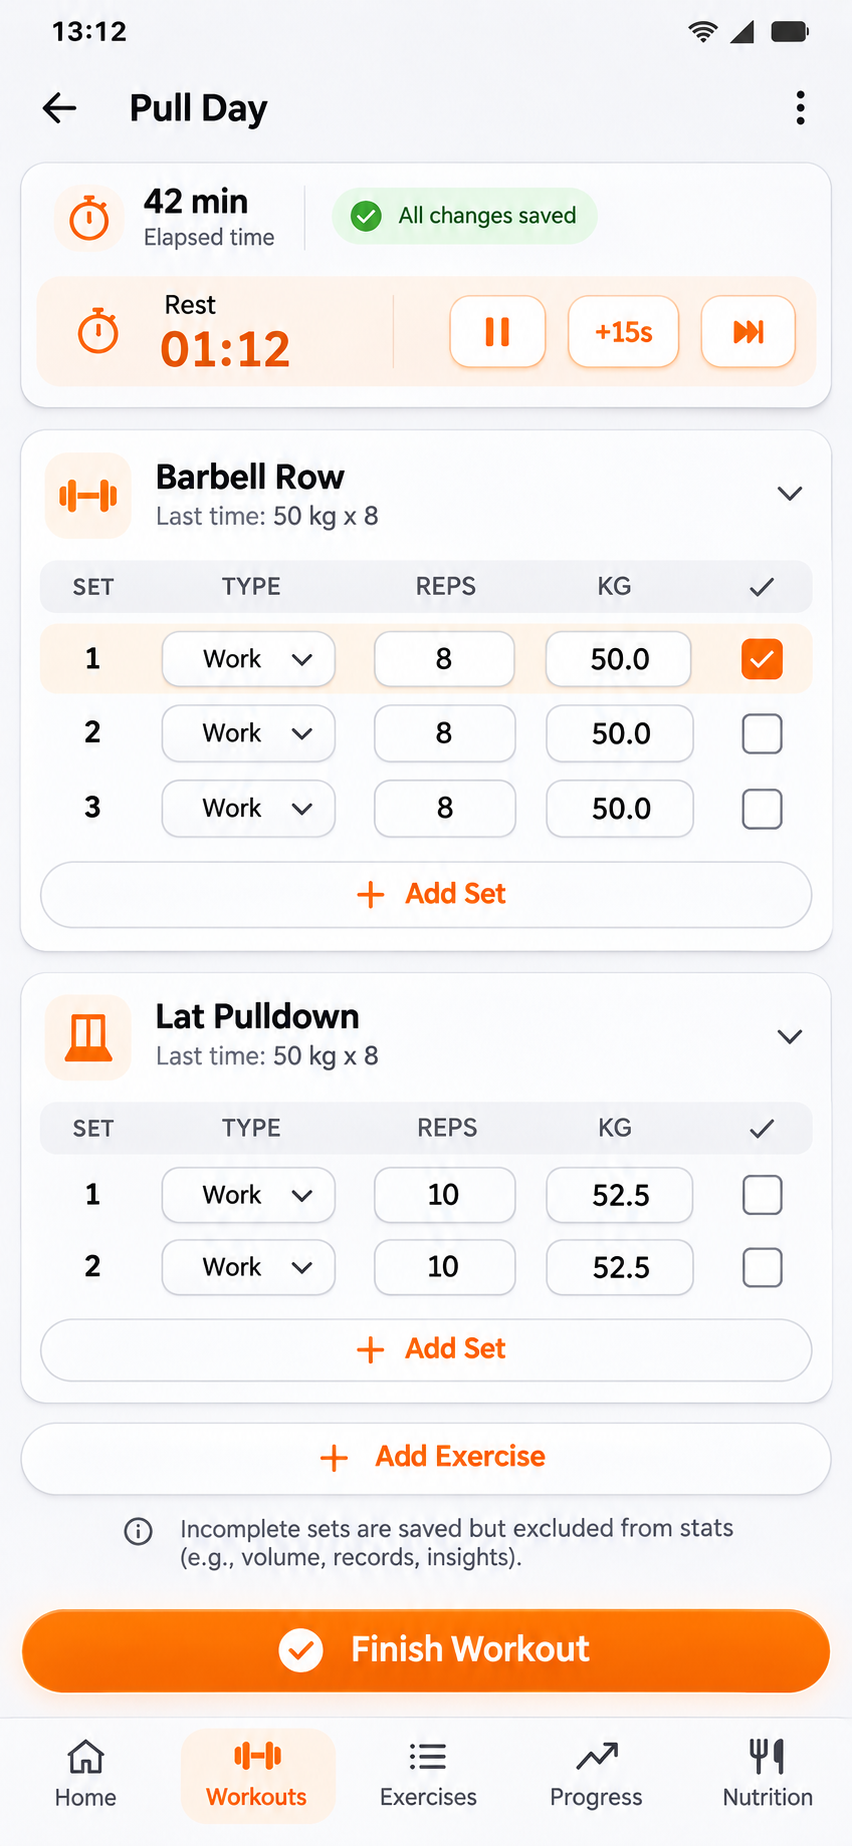 13:12
Pull Day
42 min
Elapsed time
All changes saved
Rest
01:12
+15s
Barbell Row
Last time: 50 kg x 8
SET TYPE REPS KG
1 Work 8 50.0
2 Work 8 50.0
3 Work 8 50.0
Add Set
Lat Pulldown
Last time: 50 kg x 8
SET TYPE REPS KG
1 Work 10 52.5
2 Work 10 52.5
Add Set
Add Exercise
Incomplete sets are saved but excluded from stats
(e.g., volume, records, insights).
Finish Workout
Home Workouts Exercises Progress Nutrition